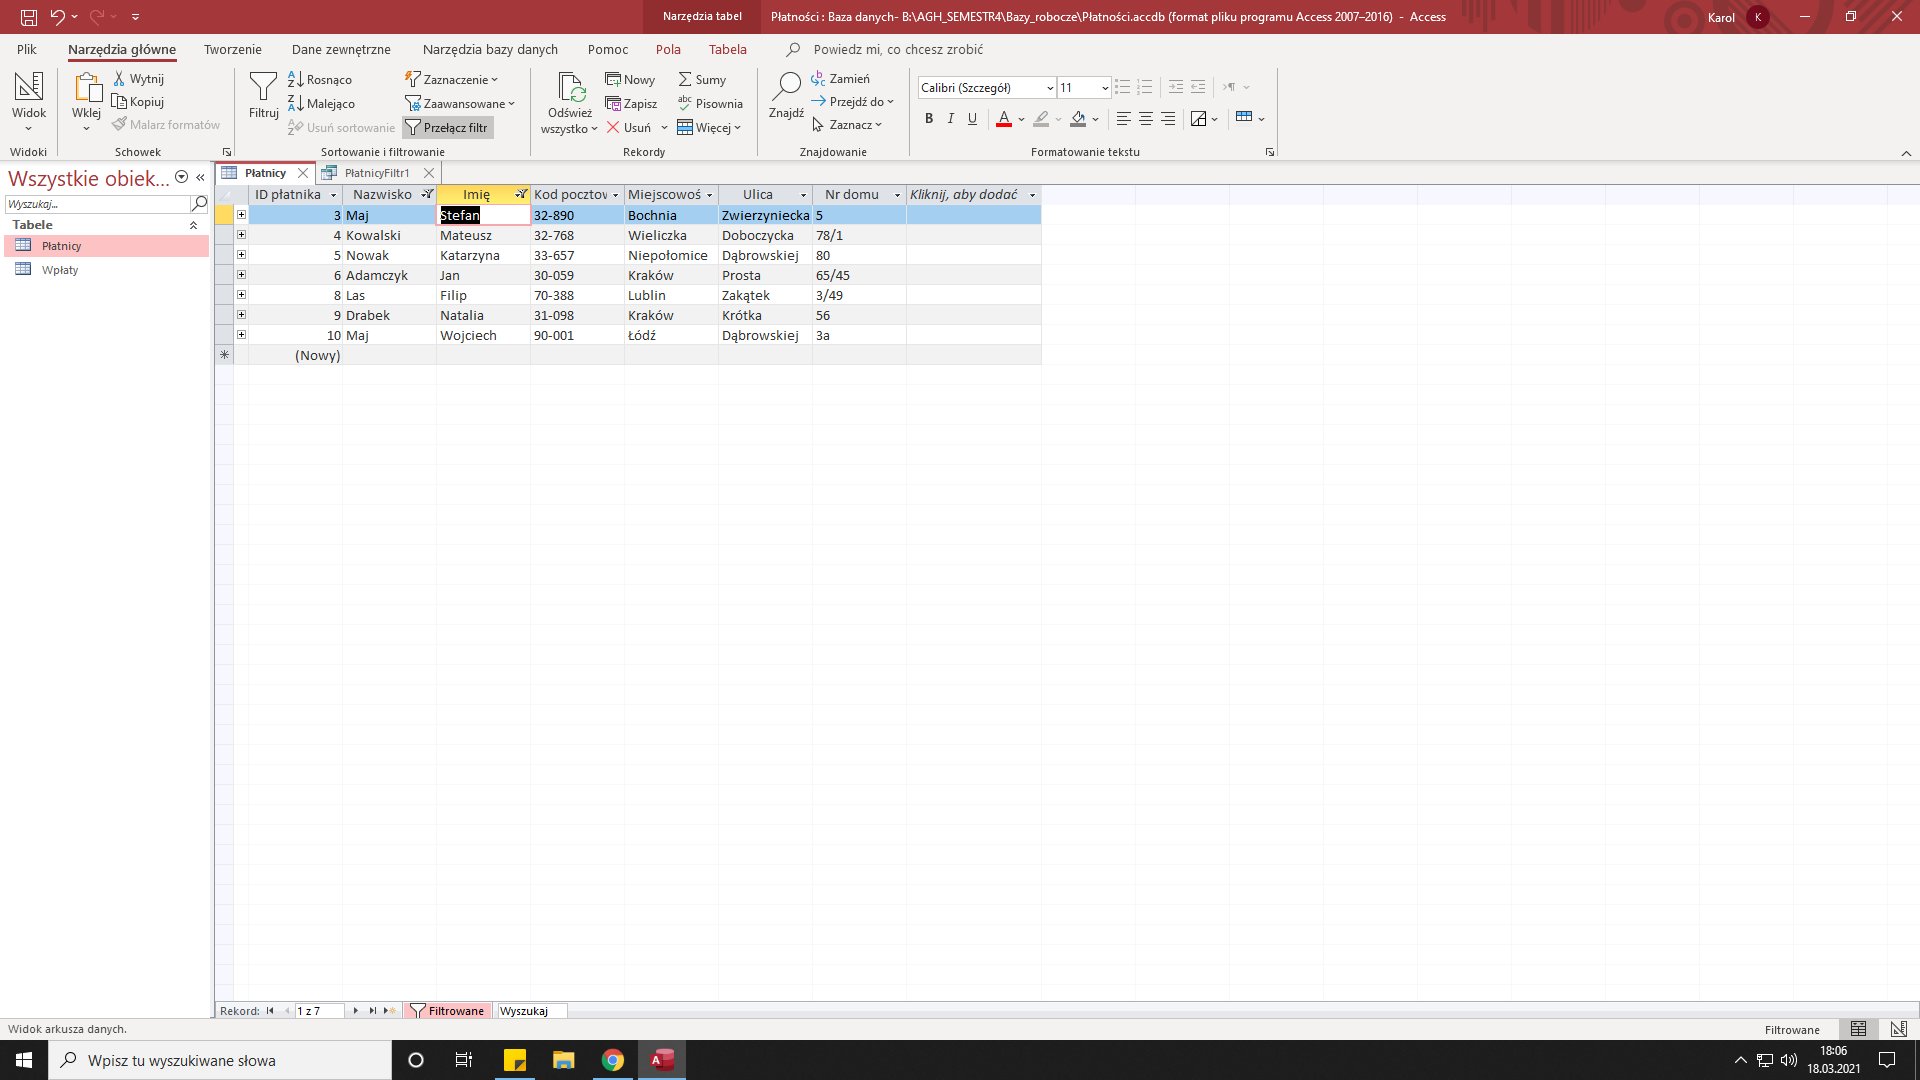 Narzędzia tabel
Płatności : Baza danych- B:\AGH_SEMESTR4\Bazy_robocze\Płatności.accdb (format pliku programu Access 2007–2016) - Access
Karol K
Plik Narzędzia główne Tworzenie Dane zewnętrzne Narzędzia bazy danych Pomoc Pola Tabela Powiedz mi, co chcesz zrobić
Widok
Widoki
Wklej
Wytnij
Kopiuj
Malarz formatów
Schowek
Filtruj
Rosnąco
Malejąco
Usuń sortowanie
Zaznaczenie
Zaawansowane
Przełącz filtr
Sortowanie i filtrowanie
Odśwież
wszystko
Nowy
Zapisz
Usuń
Sumy
Pisownia
Więcej
Rekordy
Znajdź
Zamień
Przejdź do
Zaznacz
Znajdowanie
Calibri (Szczegół) 11
B I U A
Formatowanie tekstu
Wszystkie obiek...
Wyszukaj...
Tabele
Płatnicy
Wpłaty
Płatnicy PłatnicyFiltr1
ID płatnika Nazwisko Imię Kod pocztow Miejscowoś Ulica Nr domu Kliknij, aby dodać
3 Maj Stefan 32-890 Bochnia Zwierzyniecka 5
4 Kowalski Mateusz 32-768 Wieliczka Doboczycka 78/1
5 Nowak Katarzyna 33-657 Niepołomice Dąbrowskiej 80
6 Adamczyk Jan 30-059 Kraków Prosta 65/45
8 Las Filip 70-388 Lublin Zakątek 3/49
9 Drabek Natalia 31-098 Kraków Krótka 56
10 Maj Wojciech 90-001 Łódź Dąbrowskiej 3a
(Nowy)
Rekord: 1 z 7 Filtrowane Wyszukaj
Widok arkusza danych.
Filtrowane
Wpisz tu wyszukiwane słowa
18:06
18.03.2021